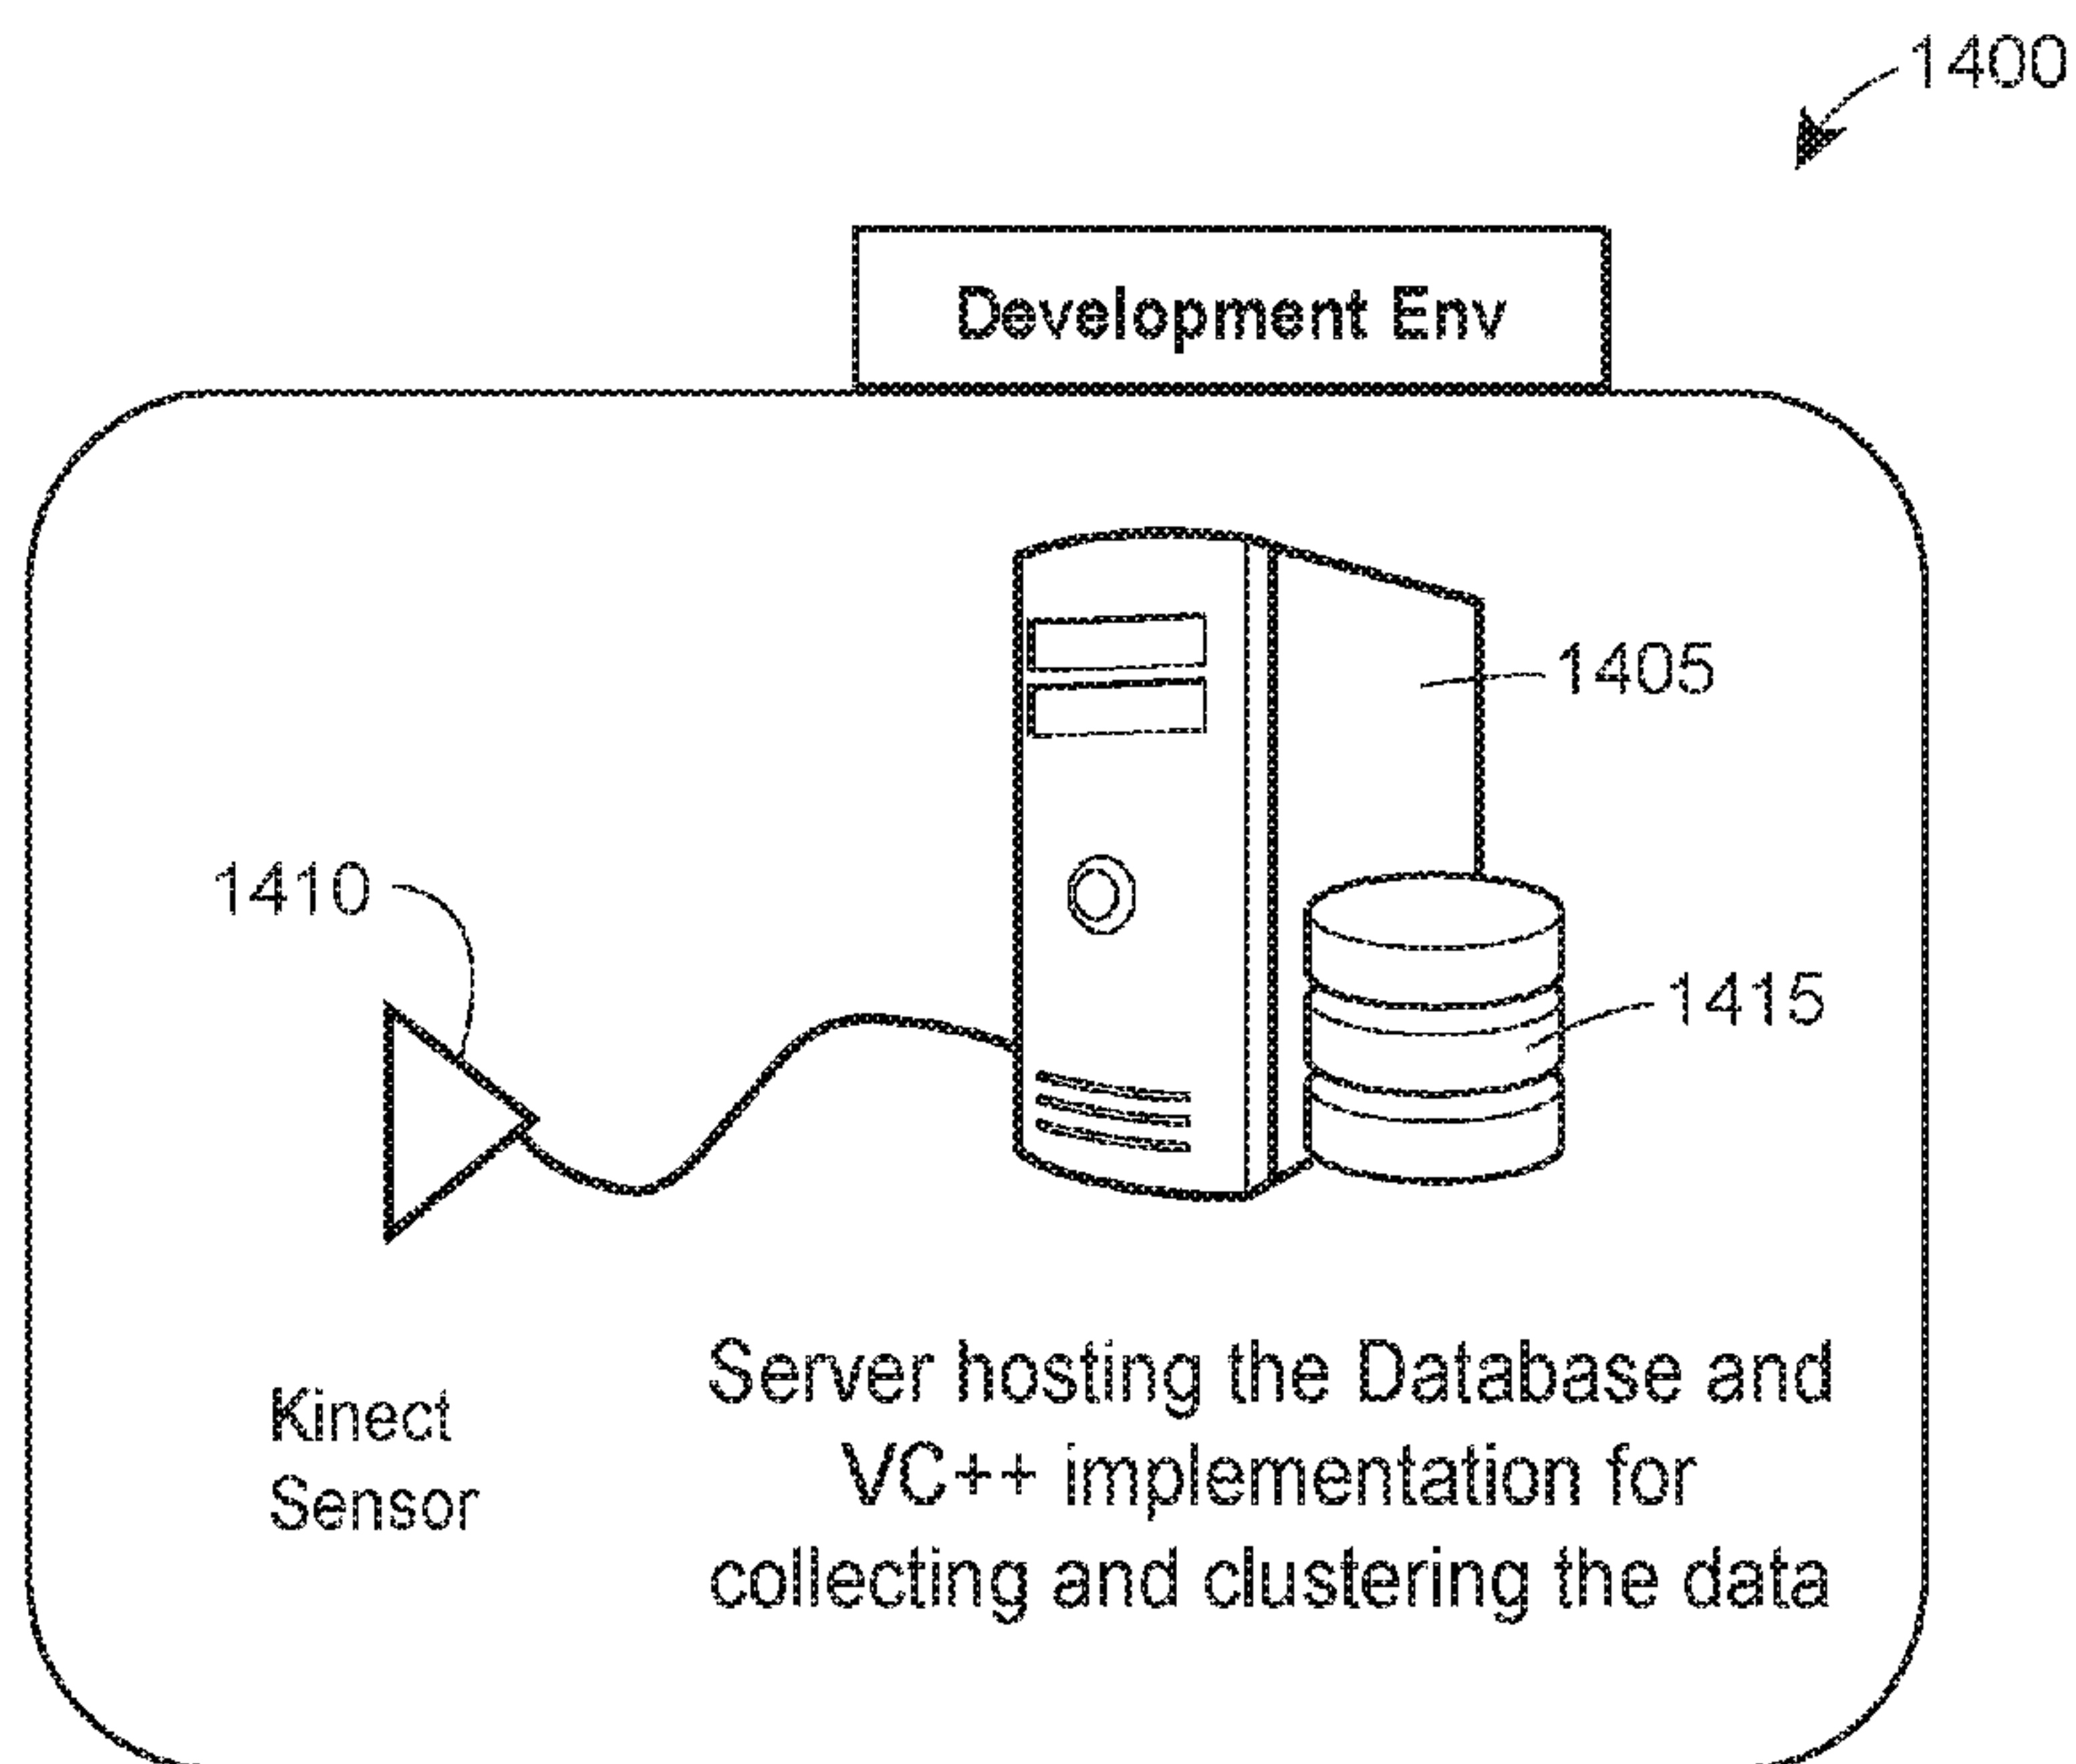 1400
Development Env
1405
1410
1415
Kinect
Sensor
Server hosting the Database and
VC++ implementation for
collecting and clustering the data